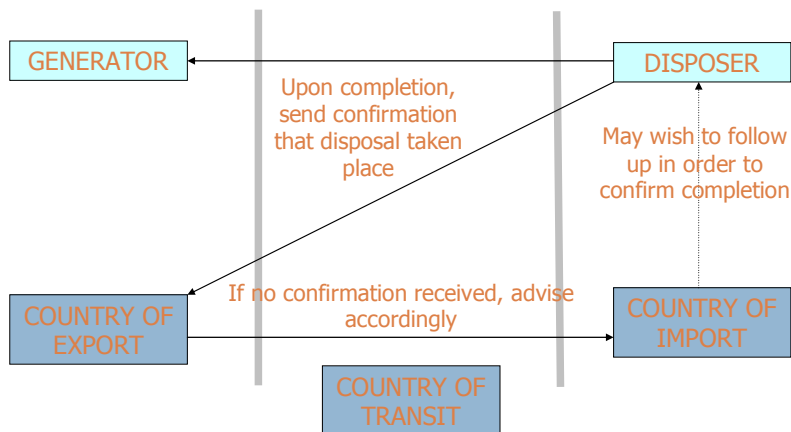 GENERATOR
DISPOSER
Upon completion,
send confirmation
that disposal taken
place
May wish to follow
up in order to
confirm completion
If no confirmation received, advise
accordingly
COUNTRY OF
EXPORT
COUNTRY OF
IMPORT
COUNTRY OF
TRANSIT